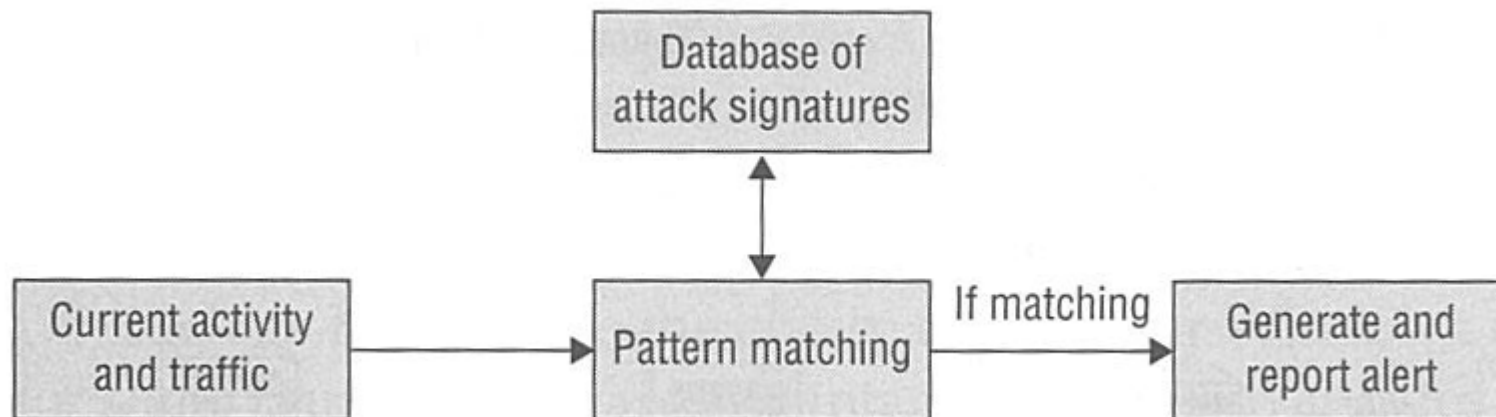 Database of
attack signatures
Current activity
and traffic
Pattern matching
If matching
Generate and
report alert